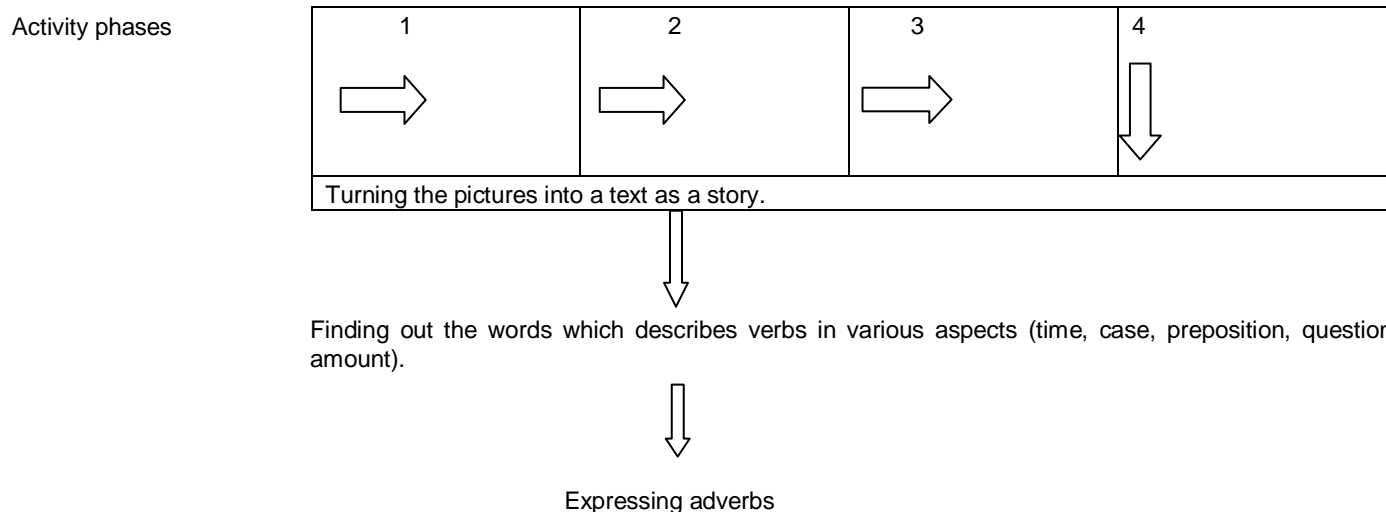 Activity phases 1 2 3 4
Turning the pictures into a text as a story.
Finding out the words which describes verbs in various aspects (time, case, preposition, question
amount).
Expressing adverbs